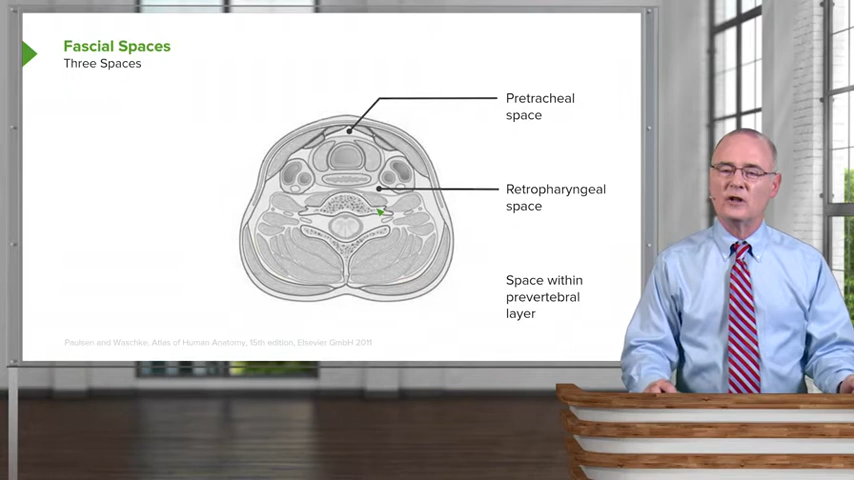 Fascial Spaces
Three Spaces
Pretracheal
space
Retropharyngeal
space
Space within
prevertebral
layer
Paulsen and Waschke, Atlas of Human Anatomy, 15th edition, Elsevier GmbH 2011